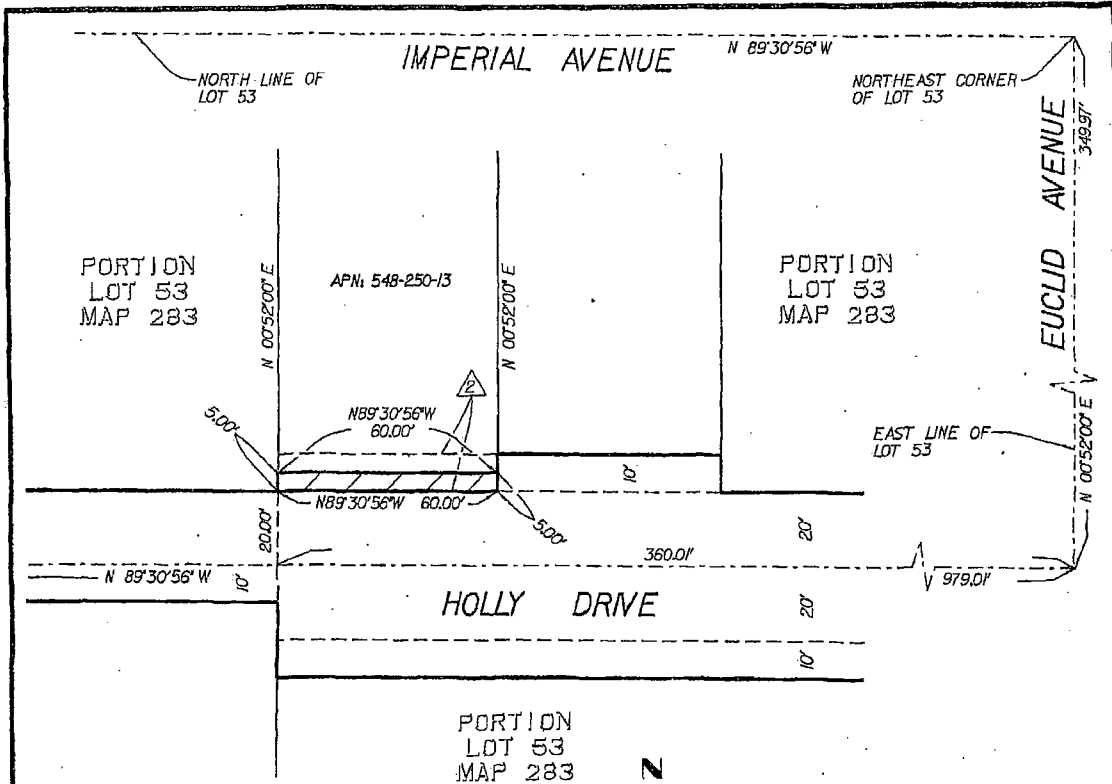 IMPERIAL AVENUE
N 89°30'56" W
NORTH LINE OF
LOT 53
NORTHEAST CORNER
OF LOT 53
349.97'
EUCLID AVENUE
PORTION
LOT 53
MAP 283
N 00°52'00" E
APN: 548-250-13
N 00°52'00" E
PORTION
LOT 53
MAP 283
2
N89°30'56"W
60.00'
5.00'
EAST LINE OF
LOT 53
N 00°52'00" E
10'
N89°30'56"W 60.00'
5.00'
20.00'
20'
360.01'
979.01'
N 89°30'56" W
10'
HOLLY DRIVE
20'
10'
PORTION
LOT 53
MAP 283
N